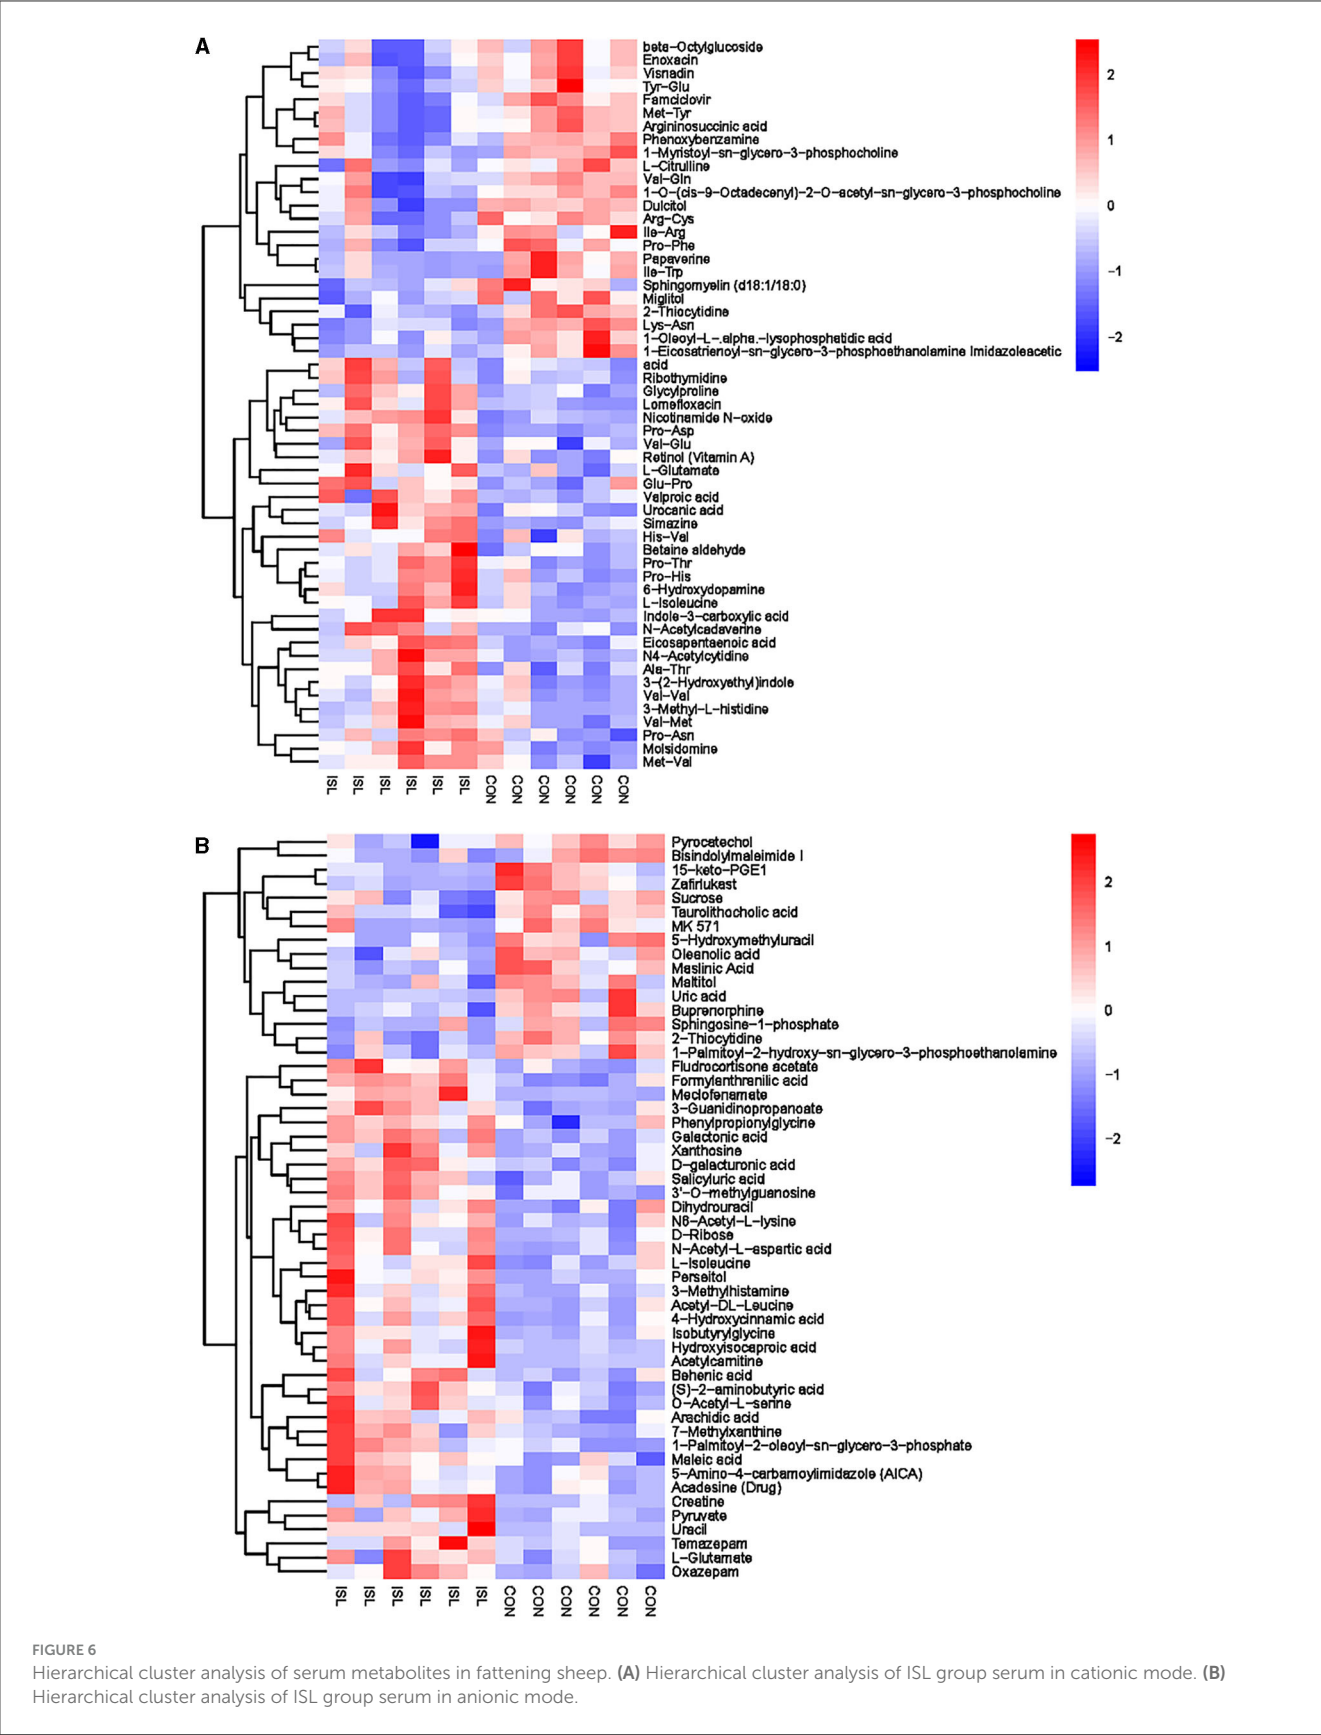 A
beta-Octylglucoside
Enoxacin
Visnadin
Tyr-Glu
Famciclovir
Met-Tyr
Argininosuccinic acid
Phenoxybenzamine
1-Myristoyl-sn-glycero-3-phosphocholine
L-Citrulline
Val-Gln
1-O-(cis-9-Octadecenyl)-2-O-acetyl-sn-glycero-3-phosphocholine
Dulcitol
Arg-Cys
Ile-Arg
Pro-Phe
Papaverine
Ile-Trp
Sphingomyelin (d18:1/18:0)
Miglitol
2-Thiocytidine
Lys-Asn
1-Oleoyl-L-.alpha.-lysophosphatidic acid
1-Eicosatrienoyl-sn-glycero-3-phosphoethanolamine Imidazoleacetic
acid
Ribothymidine
Glycylproline
Lomefloxacin
Nicotinamide N-oxide
Pro-Asp
Val-Glu
Retinol (Vitamin A)
L-Glutamate
Glu-Pro
Valproic acid
Urocanic acid
Simazine
His-Val
Betaine aldehyde
Pro-Thr
Pro-His
6-Hydroxydopamine
L-Isoleucine
Indole-3-carboxylic acid
N-Acetylcadaverine
Eicosapentaenoic acid
N4-Acetylcytidine
Ala-Thr
3-(2-Hydroxyethyl)indole
Val-Val
3-Methyl-L-histidine
Val-Met
Pro-Asn
Molsidomine
Met-Val
2
1
0
-1
-2
ISL ISL ISL ISL ISL ISL CON CON CON CON CON CON
B
Pyrocatechol
Bisindolylmaleimide I
15-keto-PGE1
Zafirlukast
Sucrose
Taurolithocholic acid
MK 571
5-Hydroxymethyluracil
Oleanolic acid
Maslinic Acid
Maltitol
Uric acid
Buprenorphine
Sphingosine-1-phosphate
2-Thiocytidine
1-Palmitoyl-2-hydroxy-sn-glycero-3-phosphoethanolamine
Fludrocortisone acetate
Formylanthranilic acid
Meclofenamate
3-Guanidinopropanoate
Phenylpropionylglycine
Galactonic acid
Xanthosine
D-galacturonic acid
Salicyluric acid
3'-O-methylguanosine
Dihydrouracil
N6-Acetyl-L-lysine
D-Ribose
N-Acetyl-L-aspartic acid
L-Isoleucine
Perseitol
3-Methylhistamine
Acetyl-DL-Leucine
4-Hydroxycinnamic acid
Isobutyrylglycine
Hydroxyisocaproic acid
Acetylcarnitine
Behenic acid
(S)-2-aminobutyric acid
O-Acetyl-L-serine
Arachidic acid
7-Methylxanthine
1-Palmitoyl-2-oleoyl-sn-glycero-3-phosphate
Maleic acid
5-Amino-4-carbamoylimidazole (AICA)
Acadesine (Drug)
Creatine
Pyruvate
Uracil
Temazepam
L-Glutamate
Oxazepam
2
1
0
-1
-2
ISL ISL ISL ISL ISL ISL CON CON CON CON CON CON
FIGURE 6
Hierarchical cluster analysis of serum metabolites in fattening sheep. (A) Hierarchical cluster analysis of ISL group serum in cationic mode. (B)
Hierarchical cluster analysis of ISL group serum in anionic mode.